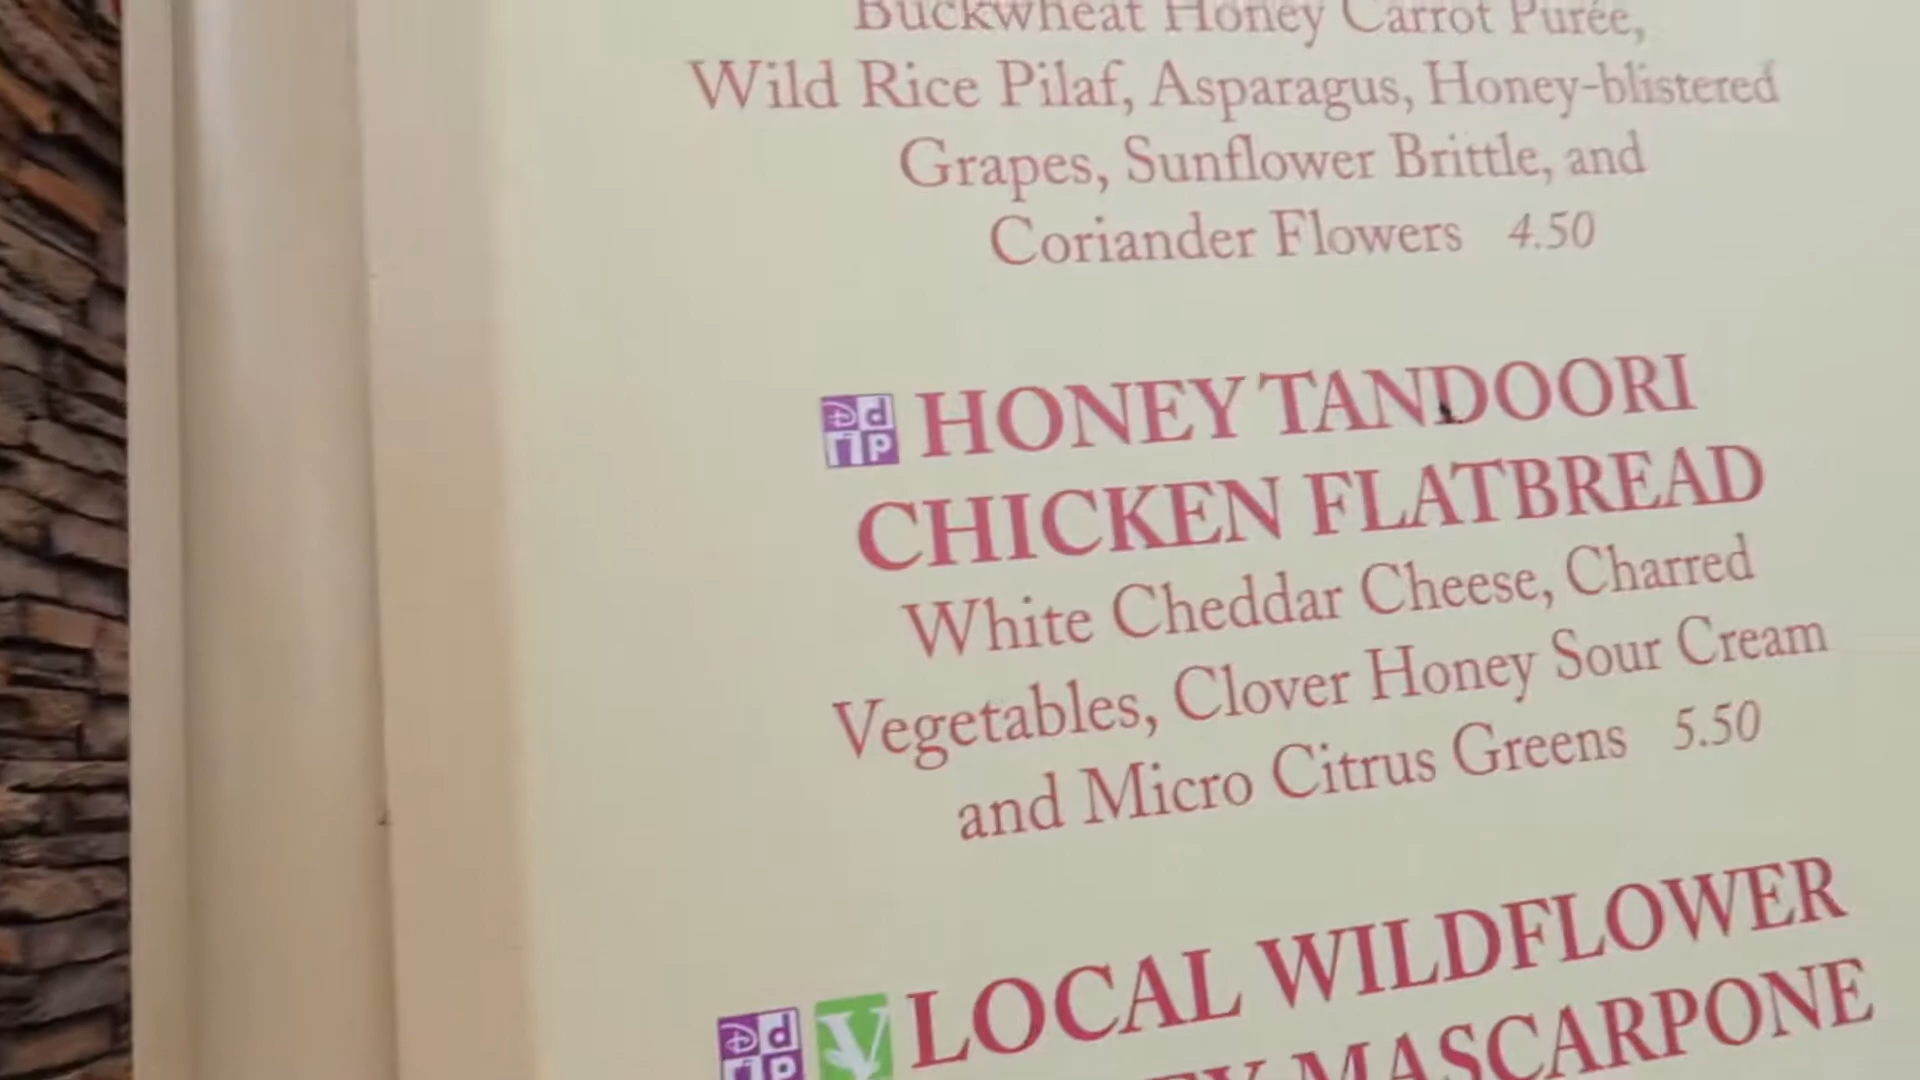 Buckwheat Honey Carrot Purée,
Wild Rice Pilaf, Asparagus, Honey-blistered
Grapes, Sunflower Brittle, and
Coriander Flowers 4.50
HONEY TANDOORI
CHICKEN FLATBREAD
White Cheddar Cheese, Charred
Vegetables, Clover Honey Sour Cream
and Micro Citrus Greens 5.50
V LOCAL WILDFLOWER
MASCARPONE